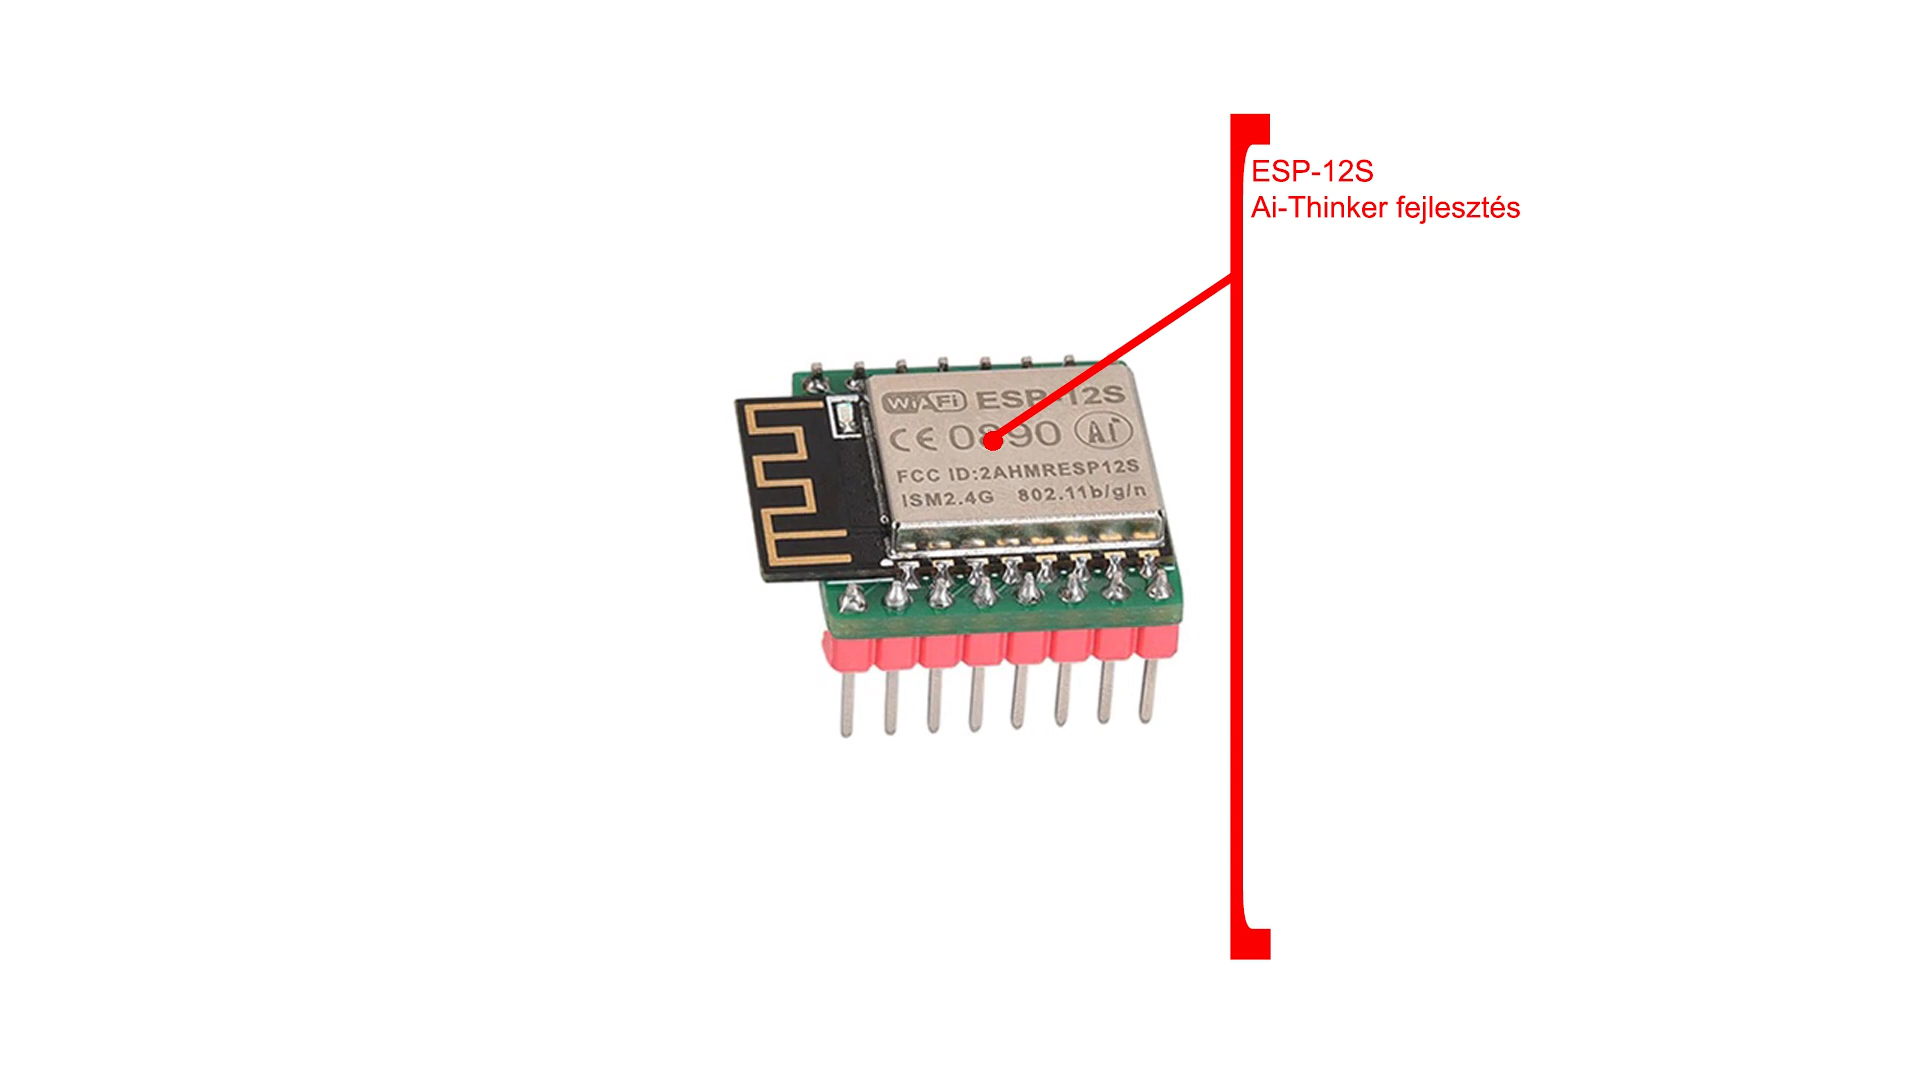 ESP-12S
Ai-Thinker fejlesztés
WiFi ESP-12S
CE 0890 Ai
FCC ID:2AHMRESP12S
ISM2.4G 802.11b/g/n